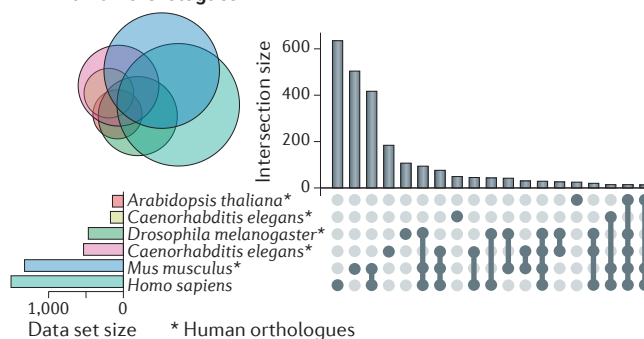 Intersection size
600
400
200
0
Arabidopsis thaliana*
Caenorhabditis elegans*
Drosophila melanogaster*
Caenorhabditis elegans*
Mus musculus*
Homo sapiens
1,000 0
Data set size * Human orthologues